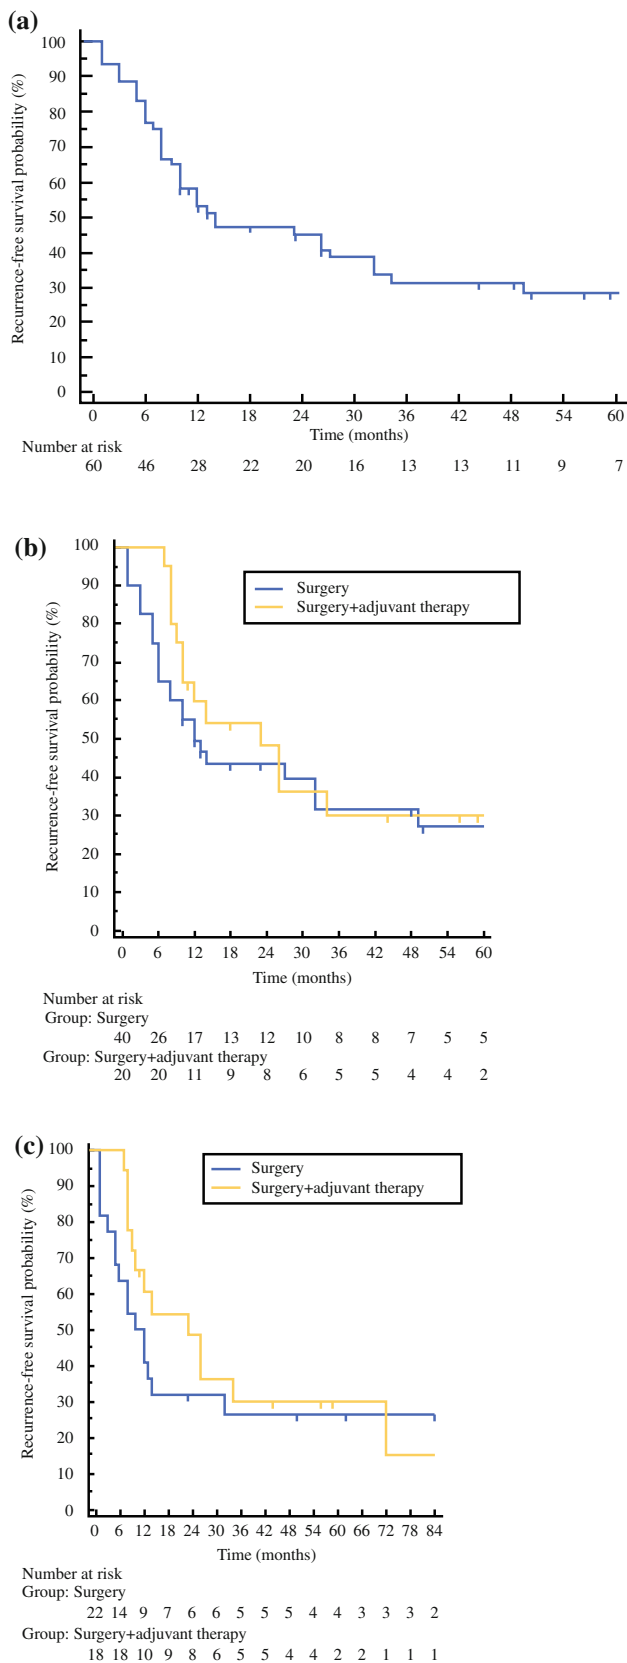 (a)
Recurrence-free survival probability (%)
100
90
80
70
60
50
40
30
20
10
0
0 6 12 18 24 30 36 42 48 54 60
Time (months)
Number at risk
60 46 28 22 20 16 13 13 11 9 7
(b)
Recurrence-free survival probability (%)
100
90
80
70
60
50
40
30
20
10
0
Surgery
Surgery+adjuvant therapy
0 6 12 18 24 30 36 42 48 54 60
Time (months)
Number at risk
Group: Surgery
40 26 17 13 12 10 8 8 7 5 5
Group: Surgery+adjuvant therapy
20 20 11 9 8 6 5 5 4 4 2
(c)
Recurrence-free survival probability (%)
100
90
80
70
60
50
40
30
20
10
0
Surgery
Surgery+adjuvant therapy
0 6 12 18 24 30 36 42 48 54 60 66 72 78 84
Time (months)
Number at risk
Group: Surgery
22 14 9 7 6 6 5 5 5 4 4 3 3 3 2
Group: Surgery+adjuvant therapy
18 18 10 9 8 6 5 5 4 4 2 2 1 1 1